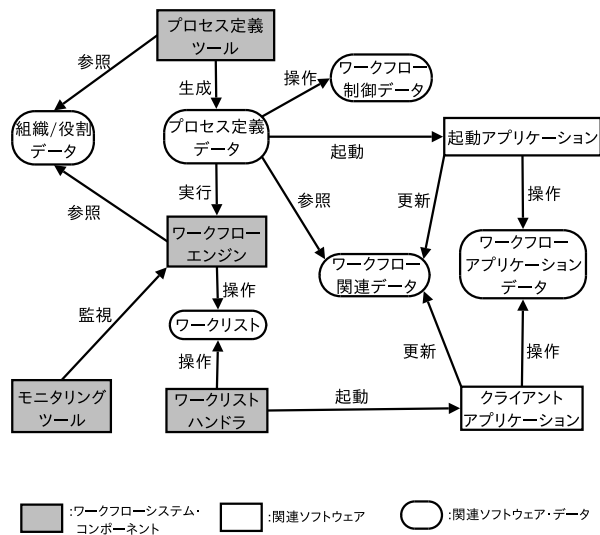 プロセス定義
ツール
参照
生成
操作
ワークフロー
制御データ
組織/役割
データ
プロセス定義
データ
起動
起動アプリケーション
実行
参照
更新
操作
参照
ワークフロー
エンジン
ワークフロー
関連データ
ワークフロー
アプリケーション
データ
操作
監視
ワークリスト
操作
更新
操作
モニタリング
ツール
ワークリスト
ハンドラ
起動
クライアント
アプリケーション
:ワークフローシステム・
コンポーネント
:関連ソフトウェア
:関連ソフトウェア・データ